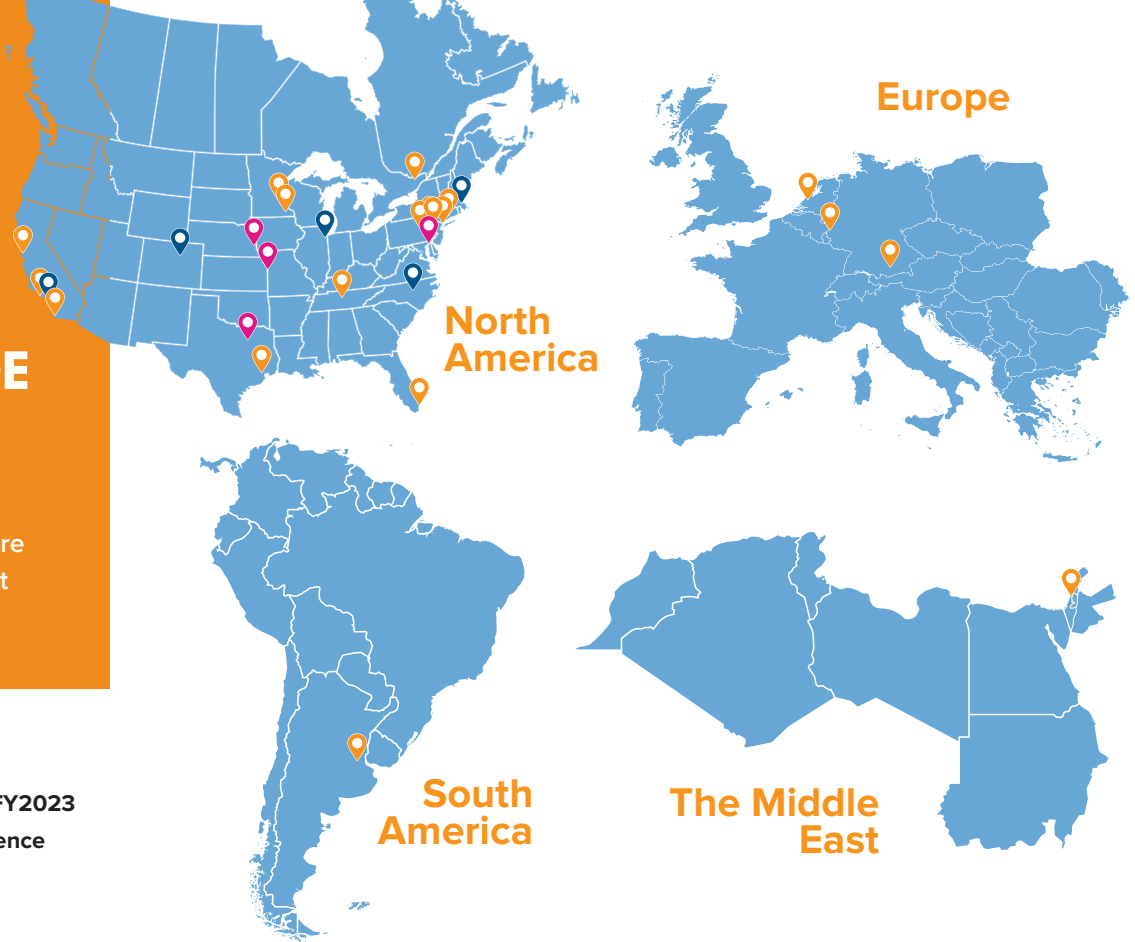 Europe
North
America
E
re
t
South
America
The Middle
East
FY2023
ence